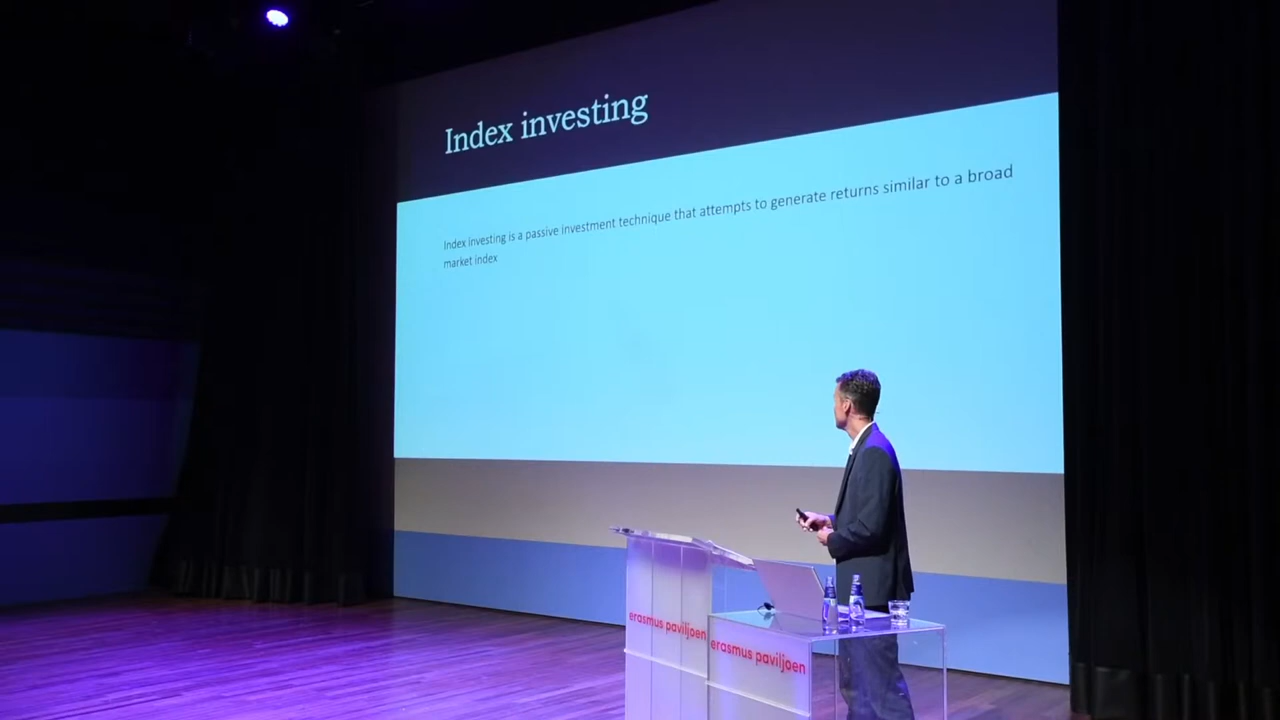 Index investing
Index investing is a passive investment technique that attempts to generate returns similar to a broad
market index
erasmus paviljoen
erasmus paviljoen